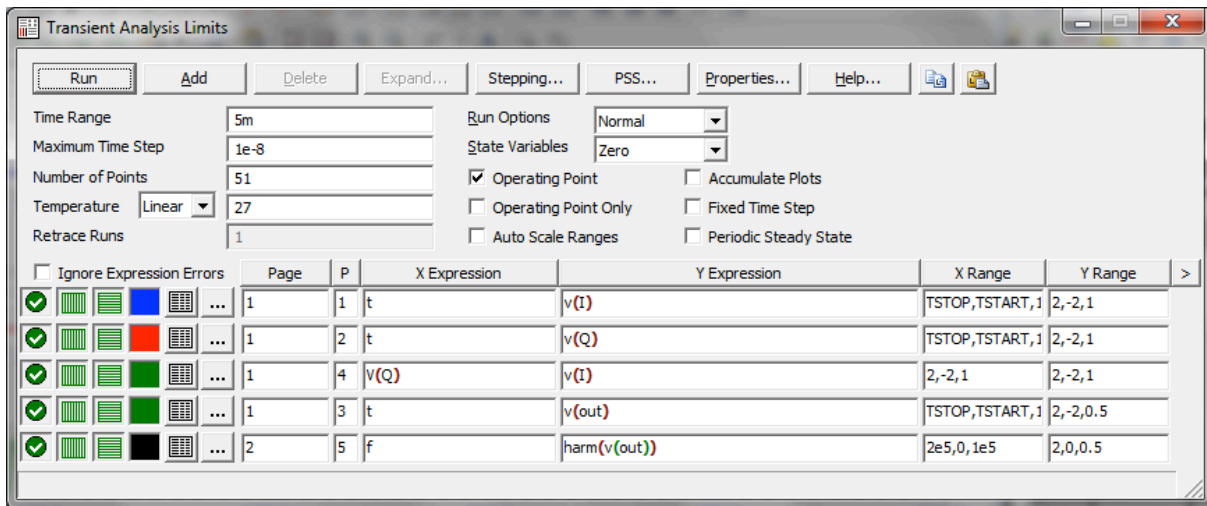 Transient Analysis Limits
Run Add Delete Expand... Stepping... PSS... Properties... Help...
Time Range 5m Run Options Normal
Maximum Time Step 1e-8 State Variables Zero
Number of Points 51 Operating Point Accumulate Plots
Temperature Linear 27 Operating Point Only Fixed Time Step
Retrace Runs 1 Auto Scale Ranges Periodic Steady State
Ignore Expression Errors Page P X Expression Y Expression X Range Y Range >
... 1 1 t v(I) TSTOP,TSTART,1 2,-2,1
... 1 2 t v(Q) TSTOP,TSTART,1 2,-2,1
... 1 4 V(Q) v(I) 2,-2,1 2,-2,1
... 1 3 t v(out) TSTOP,TSTART,1 2,-2,0.5
... 2 5 f harm(v(out)) 2e5,0,1e5 2,0,0.5